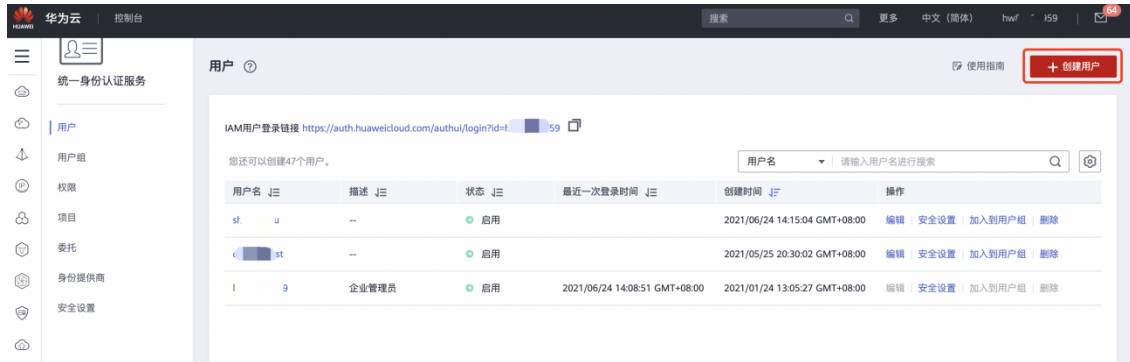 HUAWEI 华为云 控制台 搜索 更多 中文（简体） 64
统一身份认证服务
用户
用户组
权限
项目
委托
身份提供商
安全设置
IP
用户 ? 使用指南 + 创建用户
IAM用户登录链接 https://auth.huaweicloud.com/authui/login?id= 59
您还可以创建47个用户。 用户名 请输入用户名进行搜索
用户名 描述 状态 最近一次登录时间 创建时间 操作
-- 启用 2021/06/24 14:15:04 GMT+08:00 编辑 安全设置 加入到用户组 删除
st -- 启用 2021/05/25 20:30:02 GMT+08:00 编辑 安全设置 加入到用户组 删除
9 企业管理员 启用 2021/06/24 14:08:51 GMT+08:00 2021/01/24 13:05:27 GMT+08:00 编辑 安全设置 加入到用户组 删除